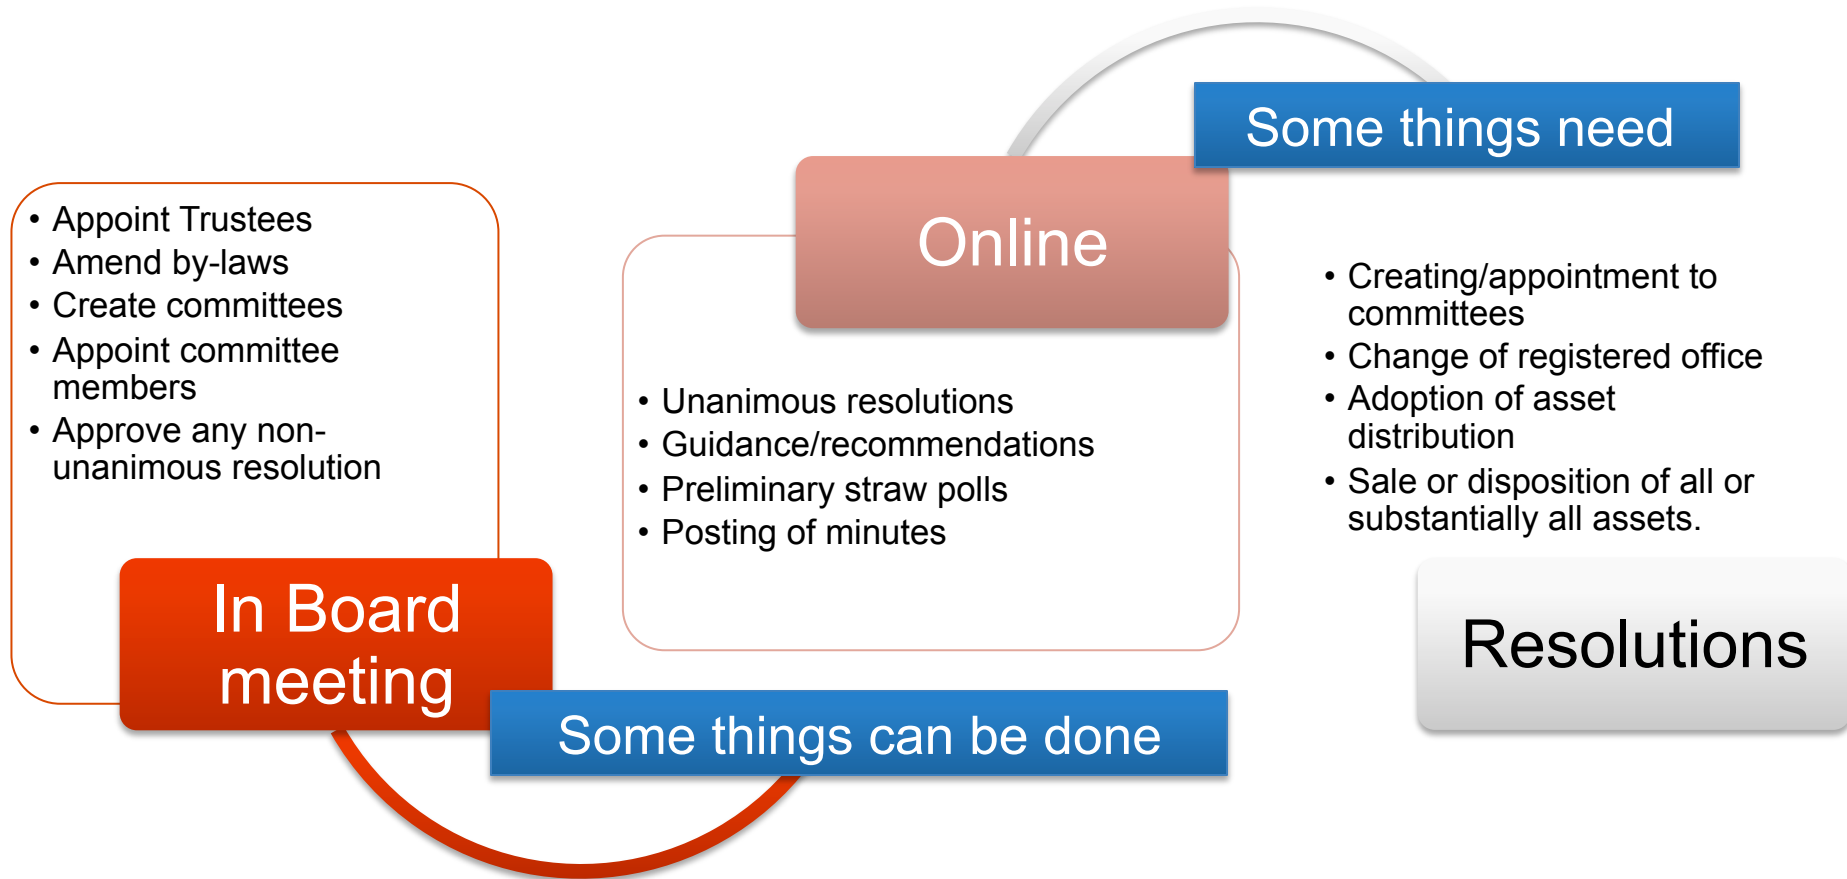 • Appoint Trustees
• Amend by-laws
• Create committees
• Appoint committee
members
• Approve any non-
unanimous resolution
In Board
meeting
Some things can be done
Online
• Unanimous resolutions
• Guidance/recommendations
• Preliminary straw polls
• Posting of minutes
Some things need
• Creating/appointment to
committees
• Change of registered office
• Adoption of asset
distribution
• Sale or disposition of all or
substantially all assets.
Resolutions